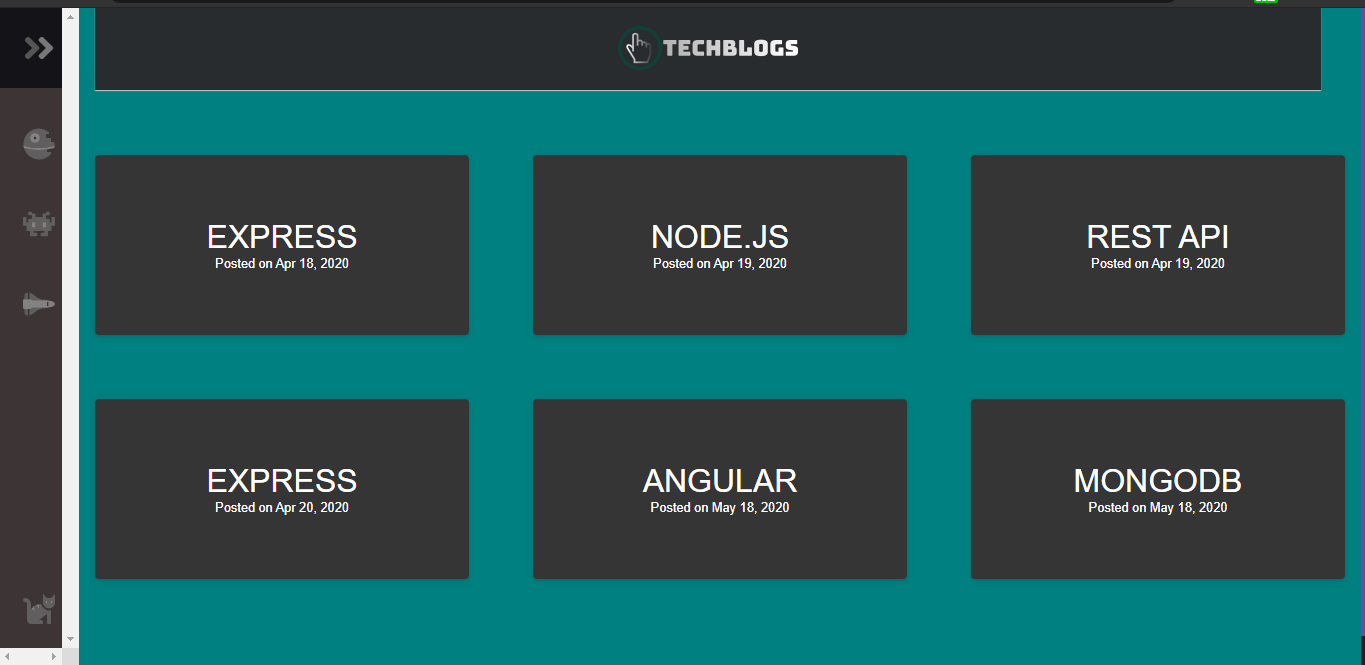 TECHBLOGS
EXPRESS
Posted on Apr 18, 2020
NODE.JS
Posted on Apr 19, 2020
REST API
Posted on Apr 19, 2020
EXPRESS
Posted on Apr 20, 2020
ANGULAR
Posted on May 18, 2020
MONGODB
Posted on May 18, 2020